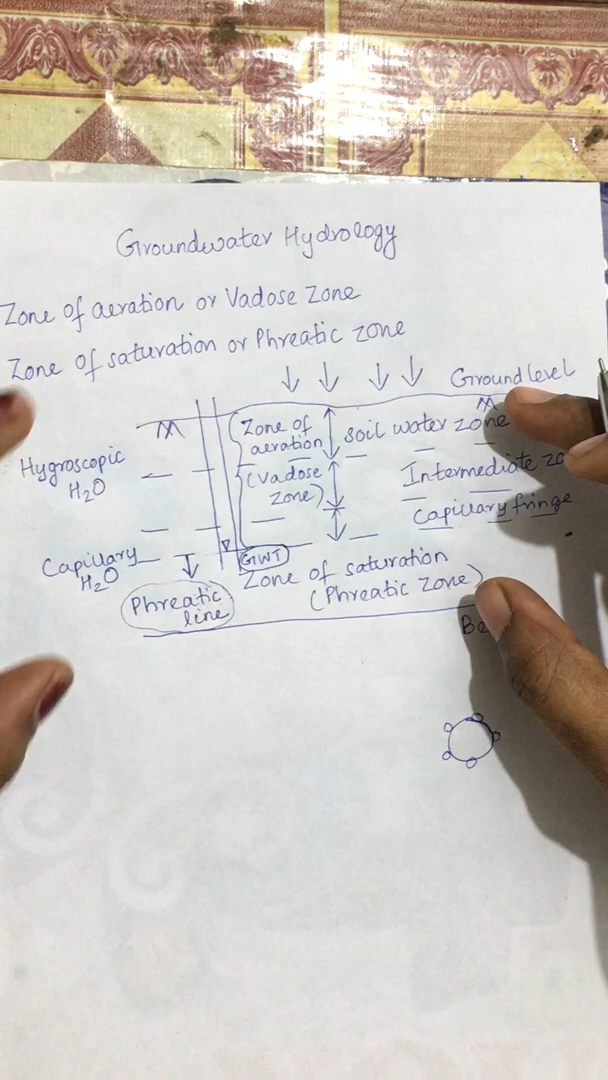 Groundwater Hydrology
Zone of aeration or Vadose Zone
Zone of saturation or Phreatic zone
Ground level
Zone of aeration
(Vadose zone)
soil water zone
Hygroscopic H2O
Intermediate
Capillary fringe
Capillary H2O
GWT
Zone of saturation
(Phreatic Zone)
Phreatic line